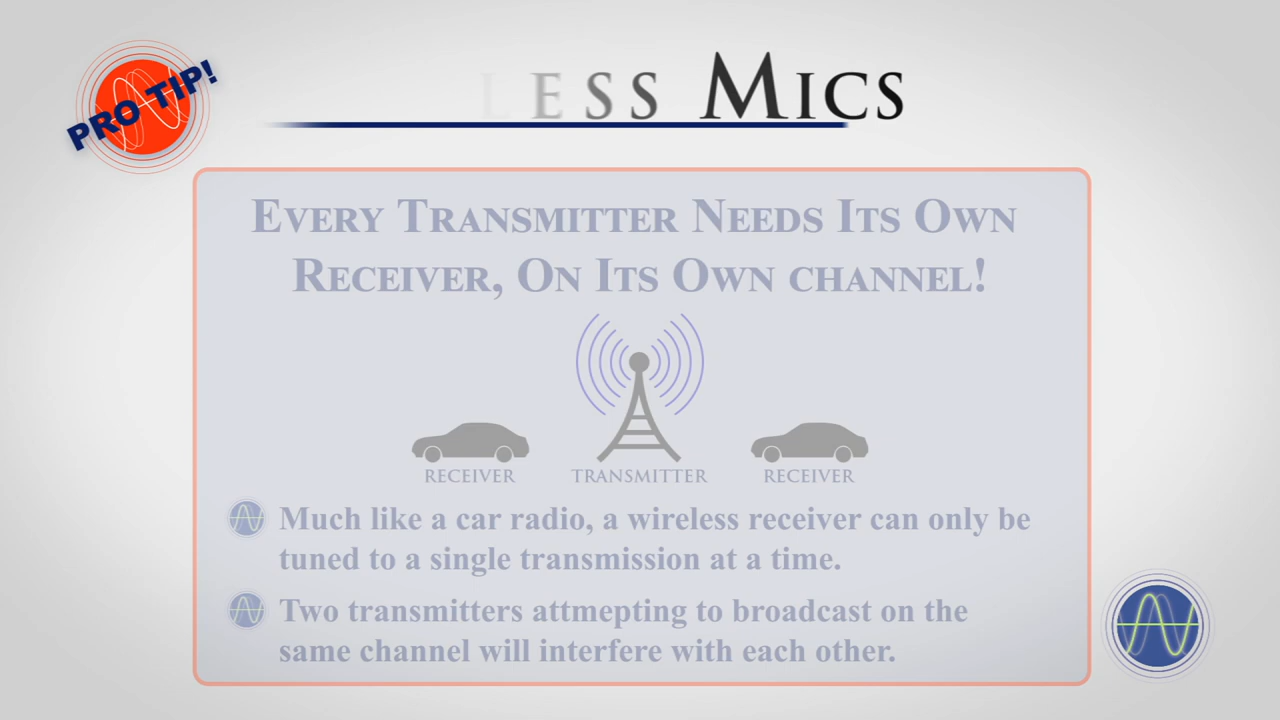 PRO TIP!
LESS MICS
EVERY TRANSMITTER NEEDS ITS OWN
RECEIVER, ON ITS OWN CHANNEL!
RECEIVER TRANSMITTER RECEIVER
Much like a car radio, a wireless receiver can only be
tuned to a single transmission at a time.
Two transmitters attmepting to broadcast on the
same channel will interfere with each other.